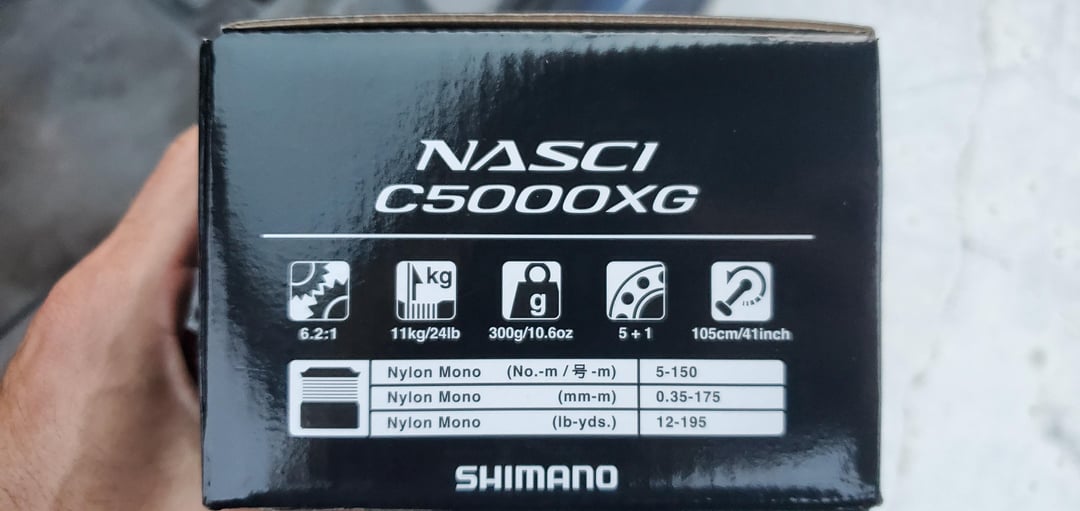 NASCI
C5000XG
kg
g
6.2:1 11kg/24lb 300g/10.6oz 5+1 105cm/41inch
Nylon Mono (No.-m / 号 -m) 5-150
Nylon Mono (mm-m) 0.35-175
Nylon Mono (lb-yds.) 12-195
SHIMANO